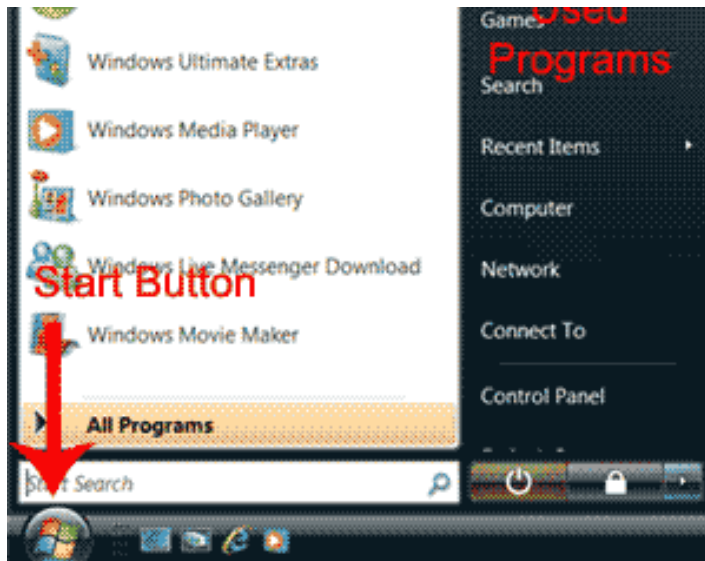 Windows Ultimate Extras
Windows Media Player
Windows Photo Gallery
Windows Live Messenger Download
Start Button
Windows Movie Maker
All Programs
Start Search
Used
Games
Programs
Search
Recent Items
Computer
Network
Connect To
Control Panel